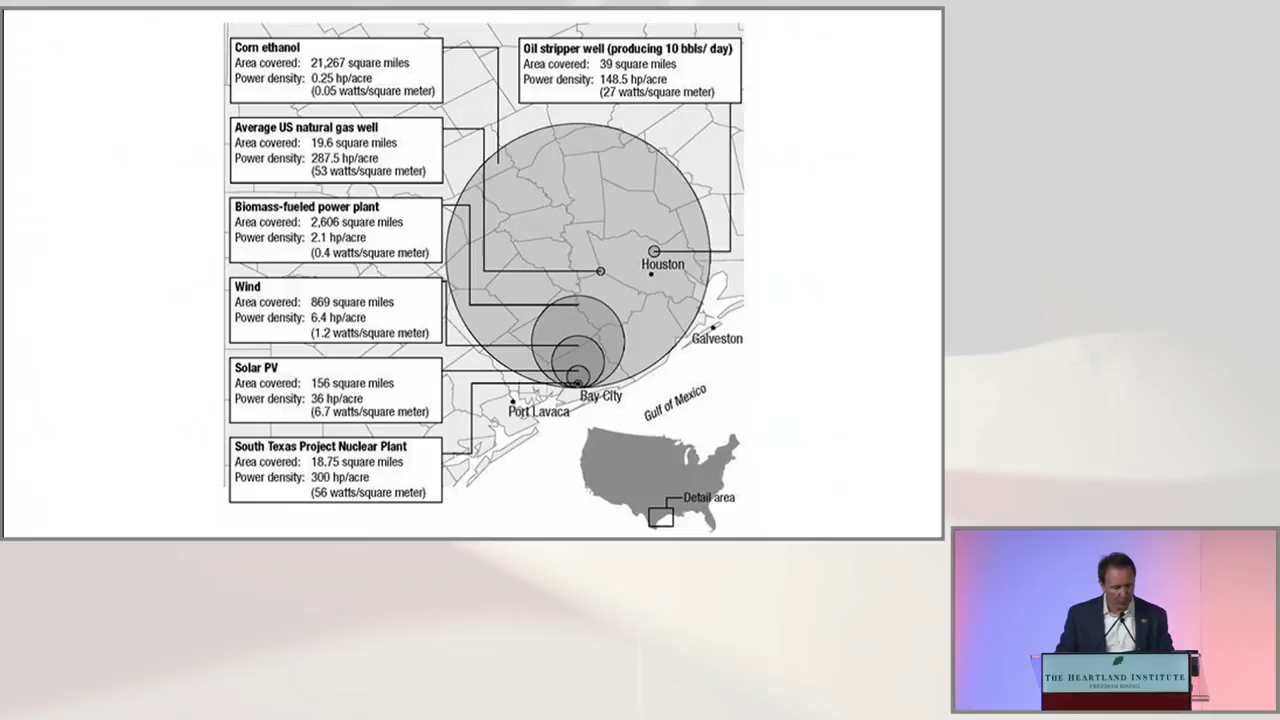 Corn ethanol
Area covered: 21,267 square miles
Power density: 0.25 hp/acre
(0.05 watts/square meter)
Oil stripper well (producing 10 bbls/ day)
Area covered: 39 square miles
Power density: 148.5 hp/acre
(27 watts/square meter)
Average US natural gas well
Area covered: 19.6 square miles
Power density: 287.5 hp/acre
(53 watts/square meter)
Biomass-fueled power plant
Area covered: 2,606 square miles
Power density: 2.1 hp/acre
(0.4 watts/square meter)
Wind
Area covered: 869 square miles
Power density: 6.4 hp/acre
(1.2 watts/square meter)
Solar PV
Area covered: 156 square miles
Power density: 36 hp/acre
(6.7 watts/square meter)
South Texas Project Nuclear Plant
Area covered: 18.75 square miles
Power density: 300 hp/acre
(56 watts/square meter)
Houston
Galveston
Bay City
Port Lavaca
Gulf of Mexico
Detail area
THE HEARTLAND INSTITUTE
FREEDOM RISING